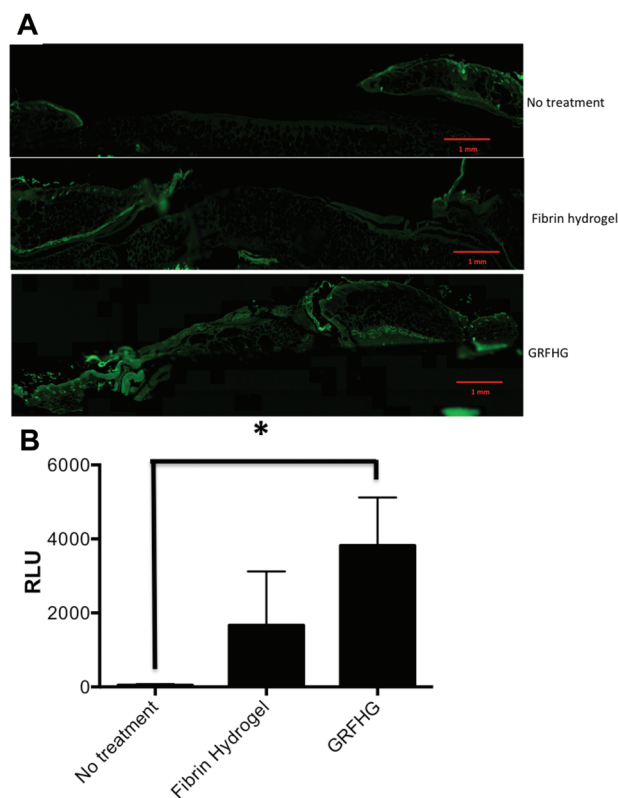 A
No treatment
1 mm
Fibrin hydrogel
1 mm
GRFHG
1 mm
B
*
6000
4000
2000
0
RLU
No treatment
Fibrin Hydrogel
GRFHG